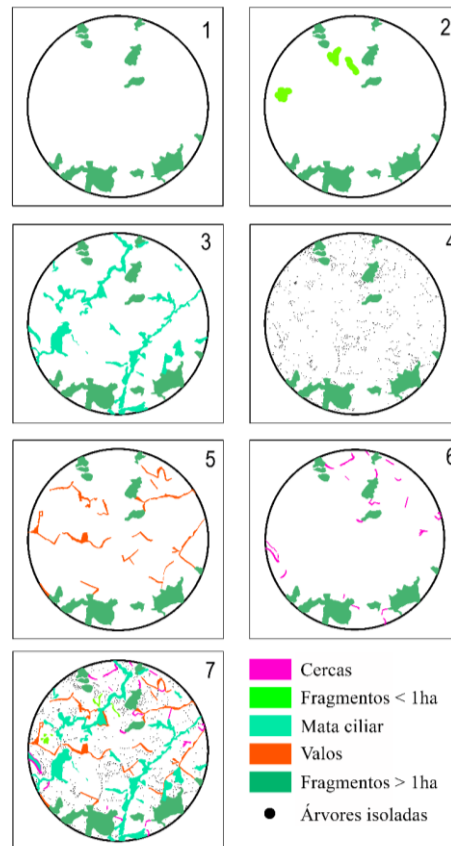 1
2
3
4
5
6
7
Cercas
Fragmentos < 1ha
Mata ciliar
Valos
Fragmentos > 1ha
Árvores isoladas